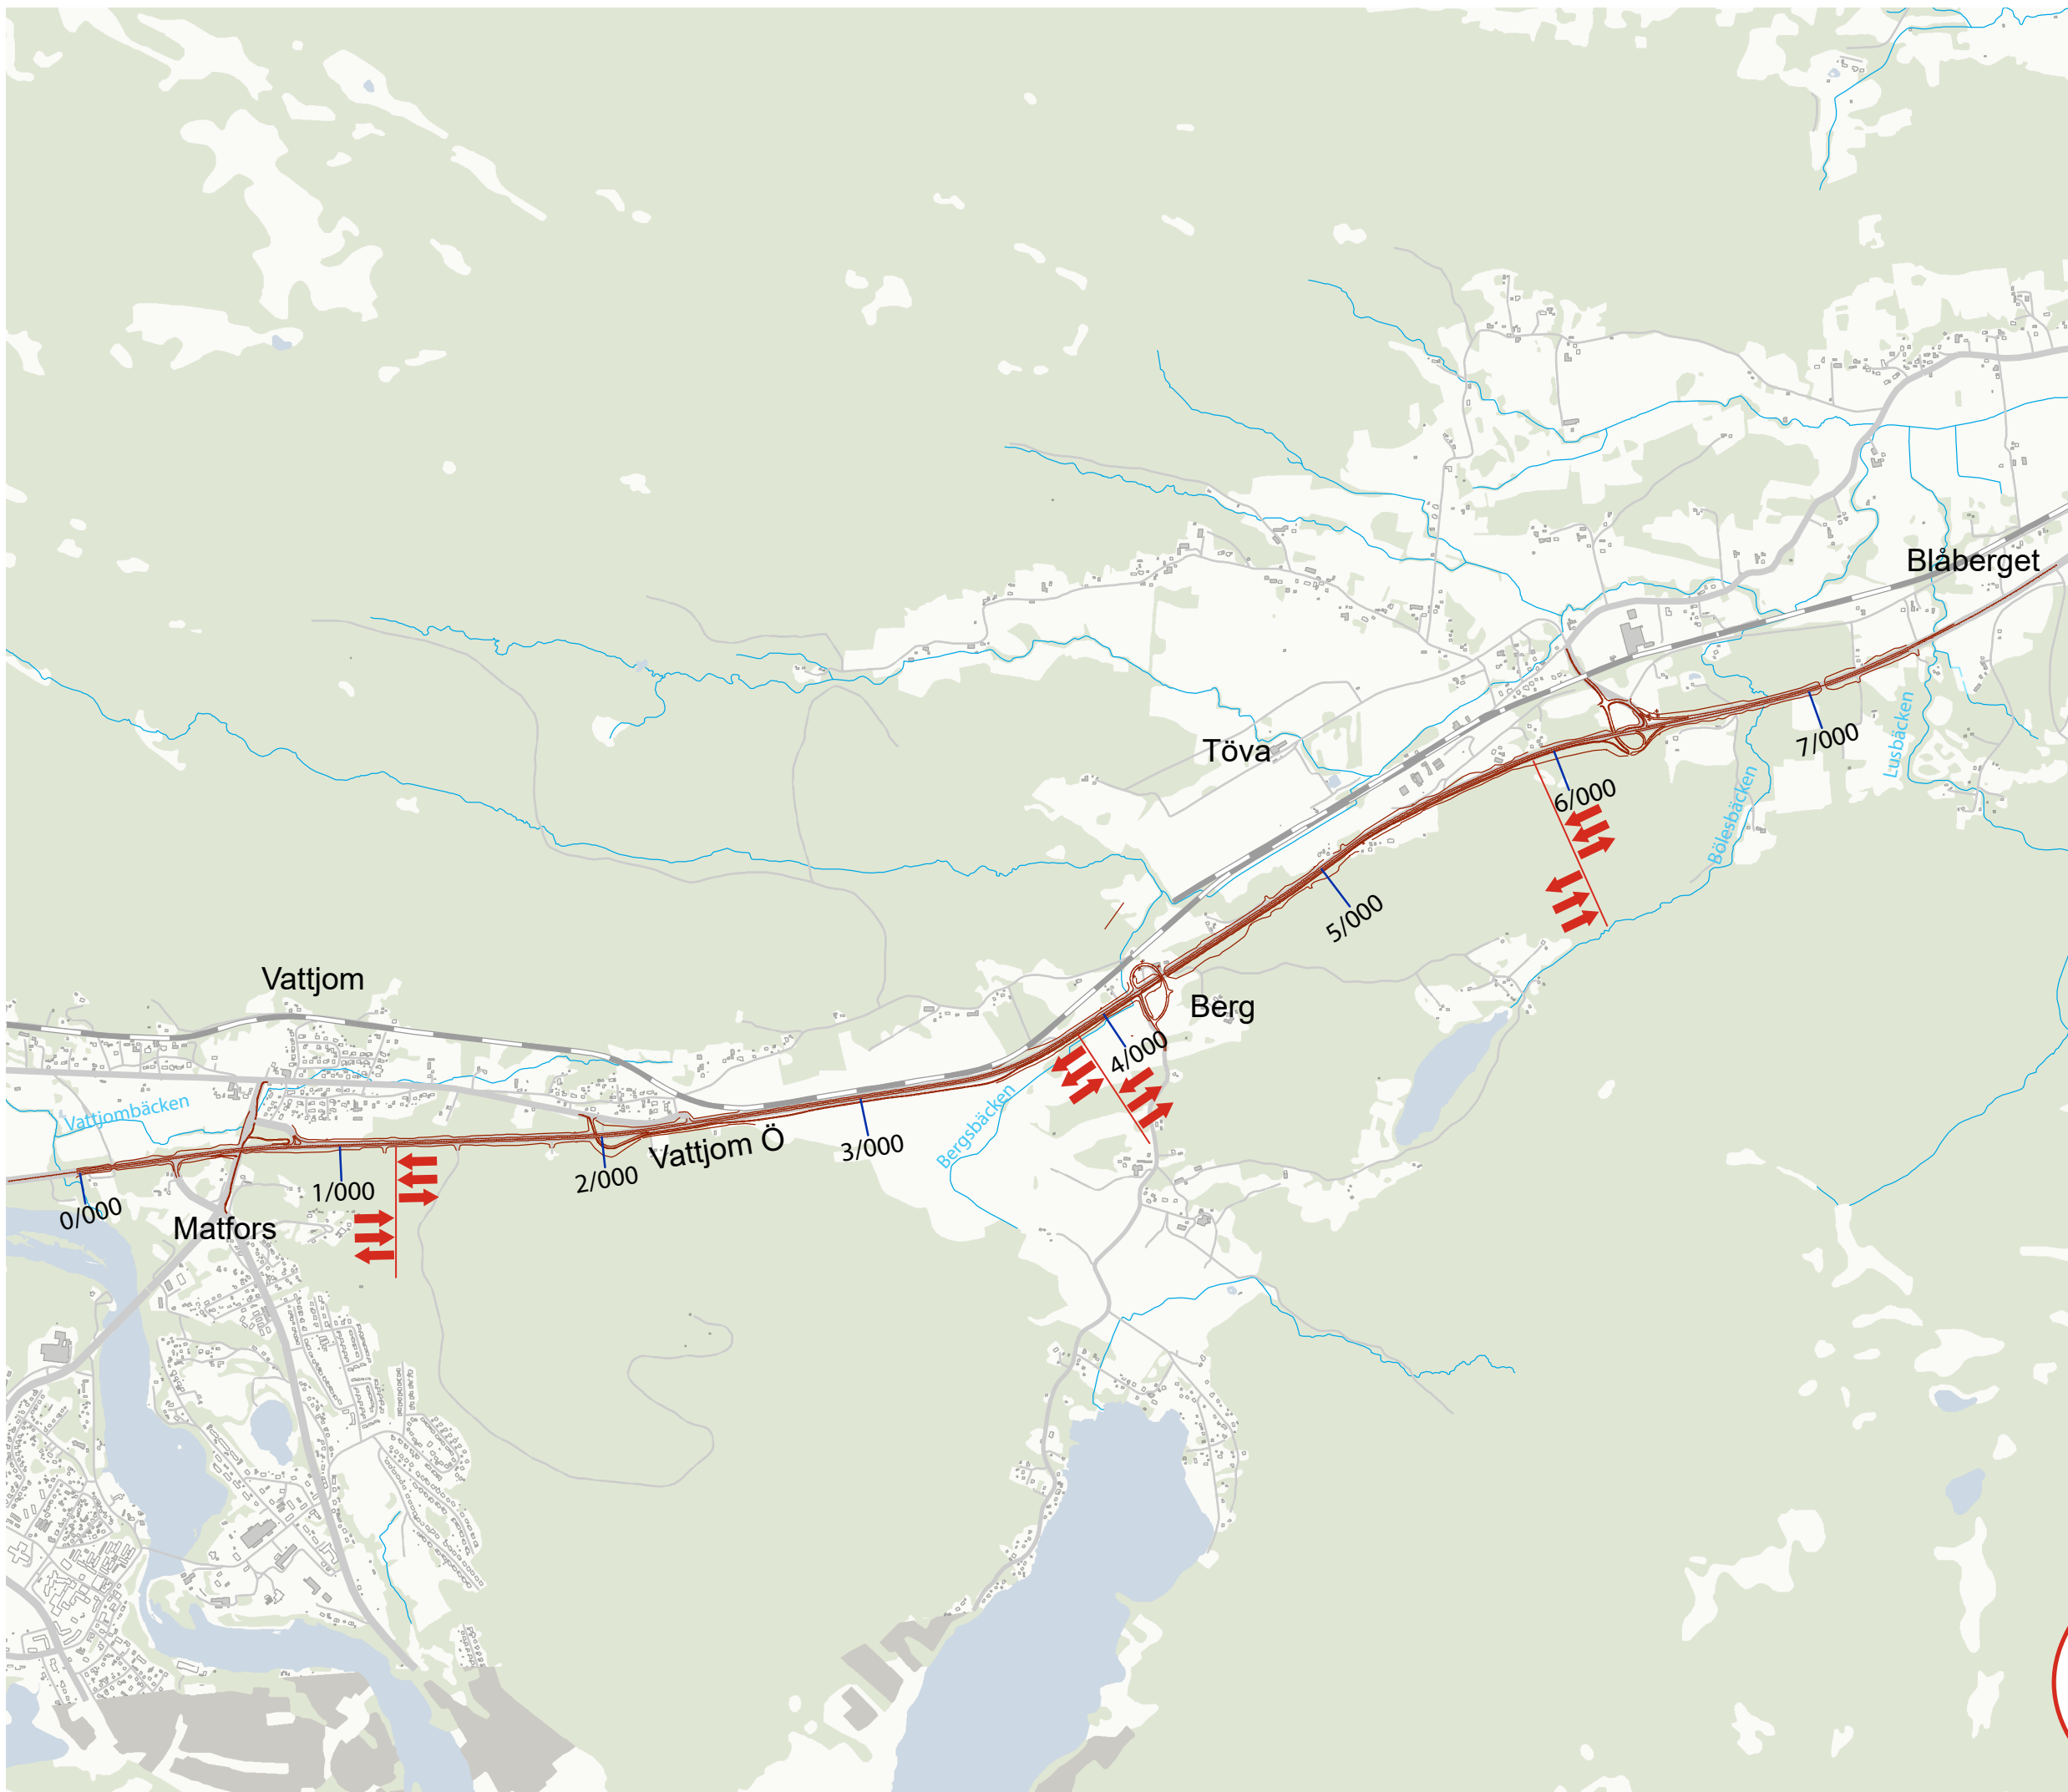 Blåberget
Töva
7/000
Lusbäcken
6/000
Bölesbäcken
5/000
Vattjom
Berg
4/000
Vattjombäcken
Bergsbäcken
Vattjom Ö
3/000
2/000
1/000
0/000
Matfors